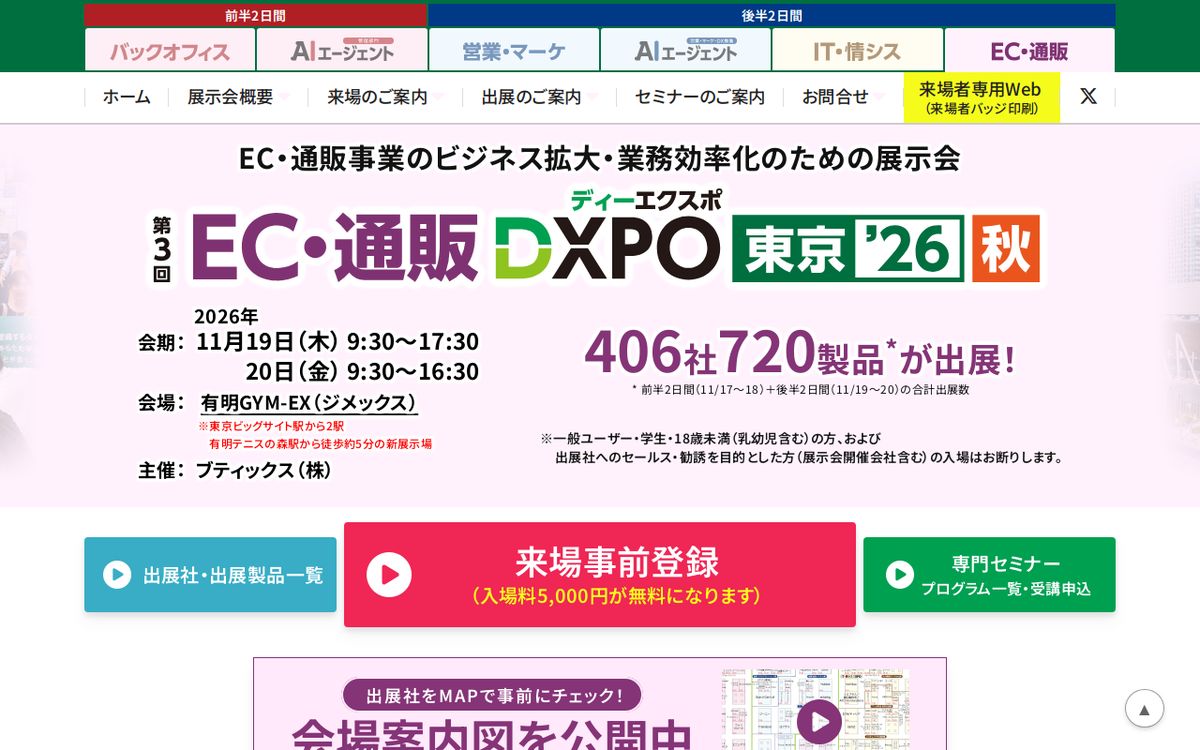 前半2日間
後半2日間
バックオフィス
管理部門
AIエージェント
営業・マーケ
AIエージェント
IT・情シス
EC・通販
ホーム
展示会概要
来場のご案内
出展のご案内
セミナーのご案内
お問合せ
来場者専用Web
（来場者バッジ印刷）
EC・通販事業のビジネス拡大・業務効率化のための展示会
ディーエクスポ
第3回 EC・通販 DXPO 東京 ’26 秋
2026年
会期： 11月19日（木） 9:30～17:30
20日（金） 9:30～16:30
会場： 有明GYM-EX（ジメックス）
※東京ビッグサイト駅から2駅
有明テニスの森駅から徒歩約5分の新展示場
主催： ブティックス（株）
406社720製品*が出展！
* 前半2日間（11/17～18）＋後半2日間（11/19～20）の合計出展数
※一般ユーザー・学生・18歳未満（乳幼児含む）の方、および
出展社へのセールス・勧誘を目的とした方（展示会開催会社含む）の入場はお断りします。
出展社・出展製品一覧
来場事前登録
（入場料5,000円が無料になります）
専門セミナー
プログラム一覧・受講申込
出展社をMAPで事前にチェック！
会場案内図を公開中
▲